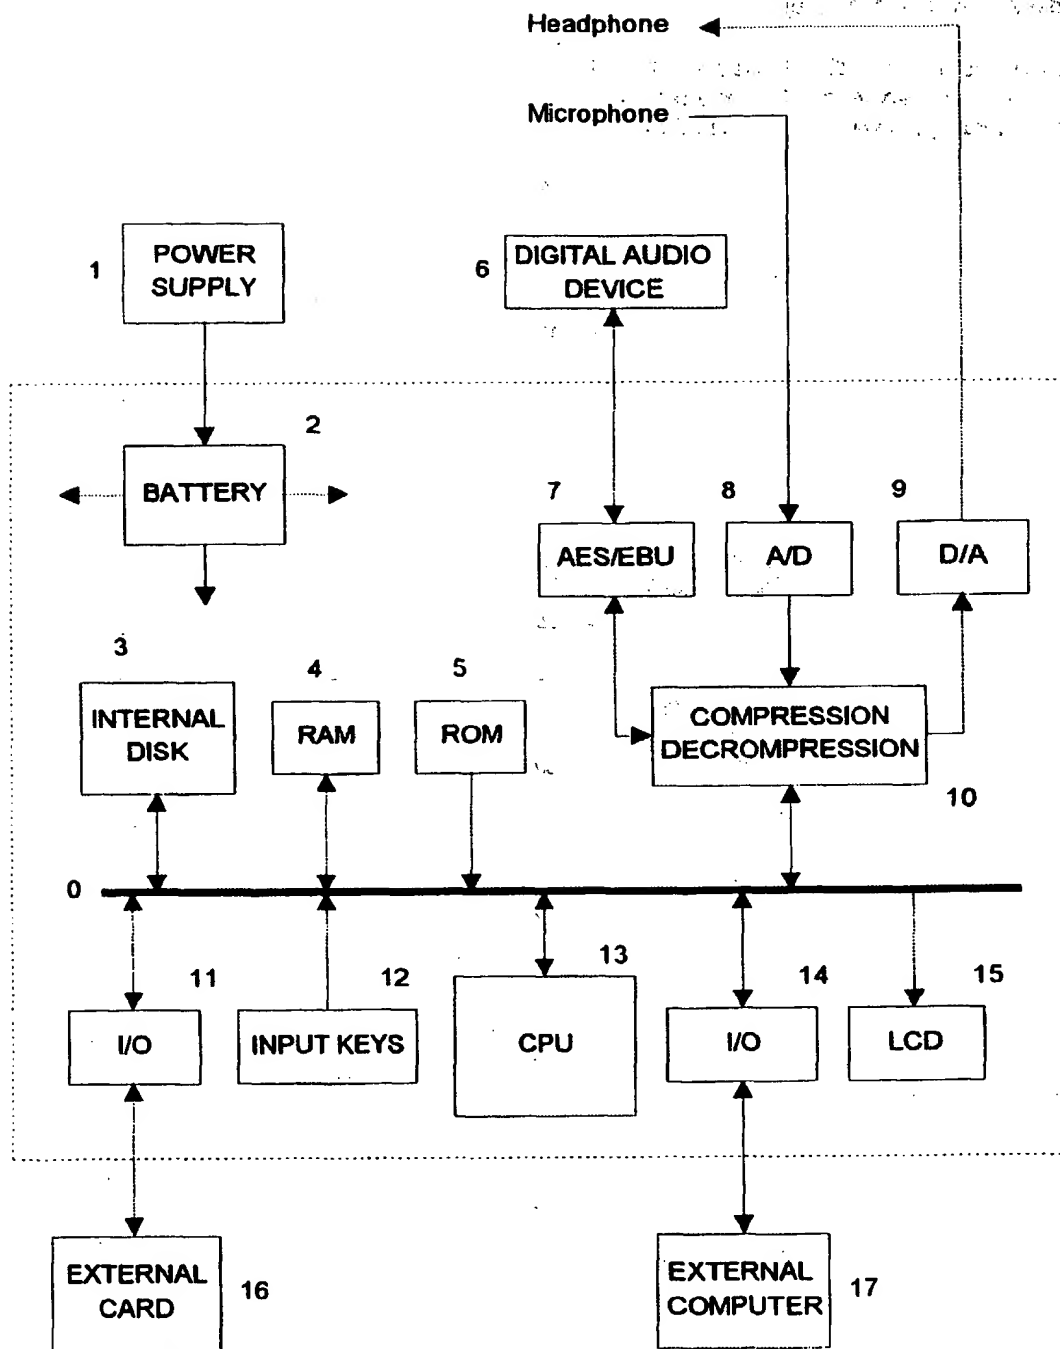 Headphone
Microphone
1
POWER
SUPPLY
6
DIGITAL AUDIO
DEVICE
2
BATTERY
7
8
9
AES/EBU
A/D
D/A
3
4
5
INTERNAL
DISK
RAM
ROM
COMPRESSION
DECROMPRESSION
10
0
11
12
13
14
15
I/O
INPUT KEYS
CPU
I/O
LCD
EXTERNAL
CARD
16
EXTERNAL
COMPUTER
17